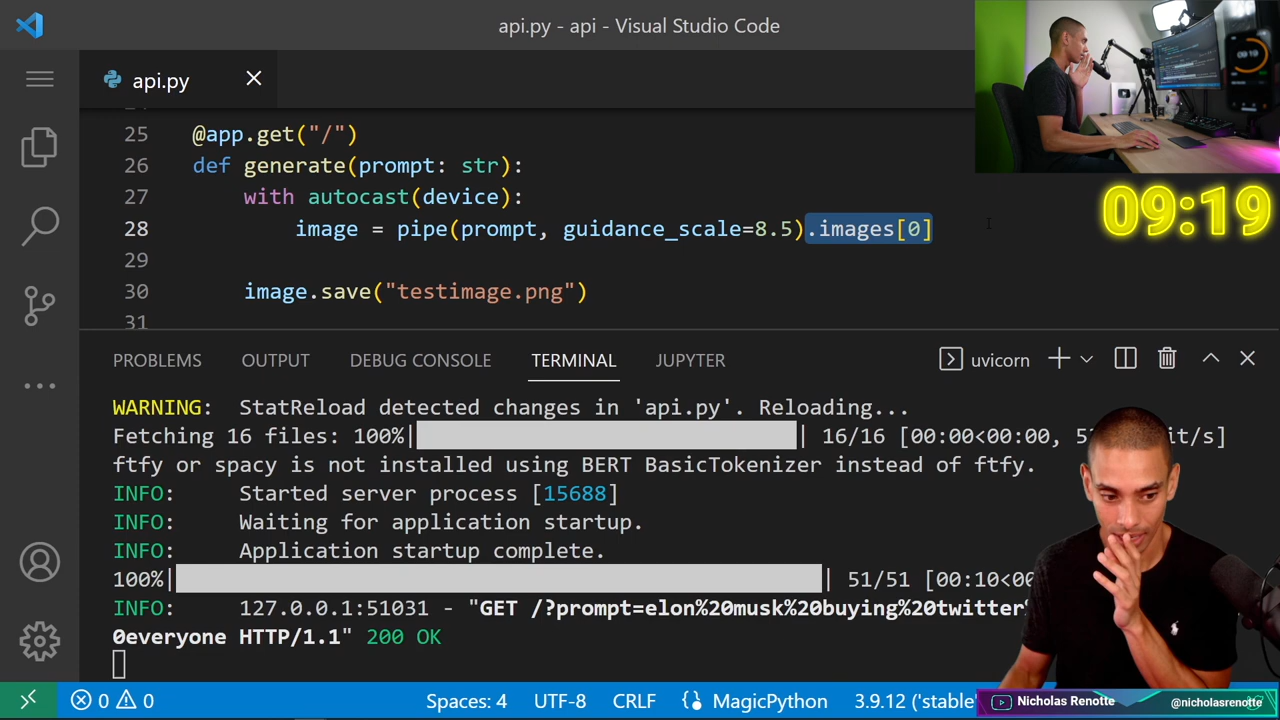 api.py - api - Visual Studio Code
api.py
25 @app.get("/")
26 def generate(prompt: str):
27 with autocast(device):
28 image = pipe(prompt, guidance_scale=8.5).images[0]
29
30 image.save("testimage.png")
31
09:19
PROBLEMS OUTPUT DEBUG CONSOLE TERMINAL JUPYTER uvicorn
WARNING: StatReload detected changes in 'api.py'. Reloading...
Fetching 16 files: 100%| | 16/16 [00:00<00:00, it/s]
ftfy or spacy is not installed using BERT BasicTokenizer instead of ftfy.
INFO: Started server process [15688]
INFO: Waiting for application startup.
INFO: Application startup complete.
100%| | 51/51 [00:10<00
INFO: 127.0.0.1:51031 - "GET /?prompt=elon%20musk%20buying%20twitter%
0everyone HTTP/1.1" 200 OK
0 0 Spaces: 4 UTF-8 CRLF MagicPython 3.9.12 ('stable'
Nicholas Renotte @nicholasrenotte